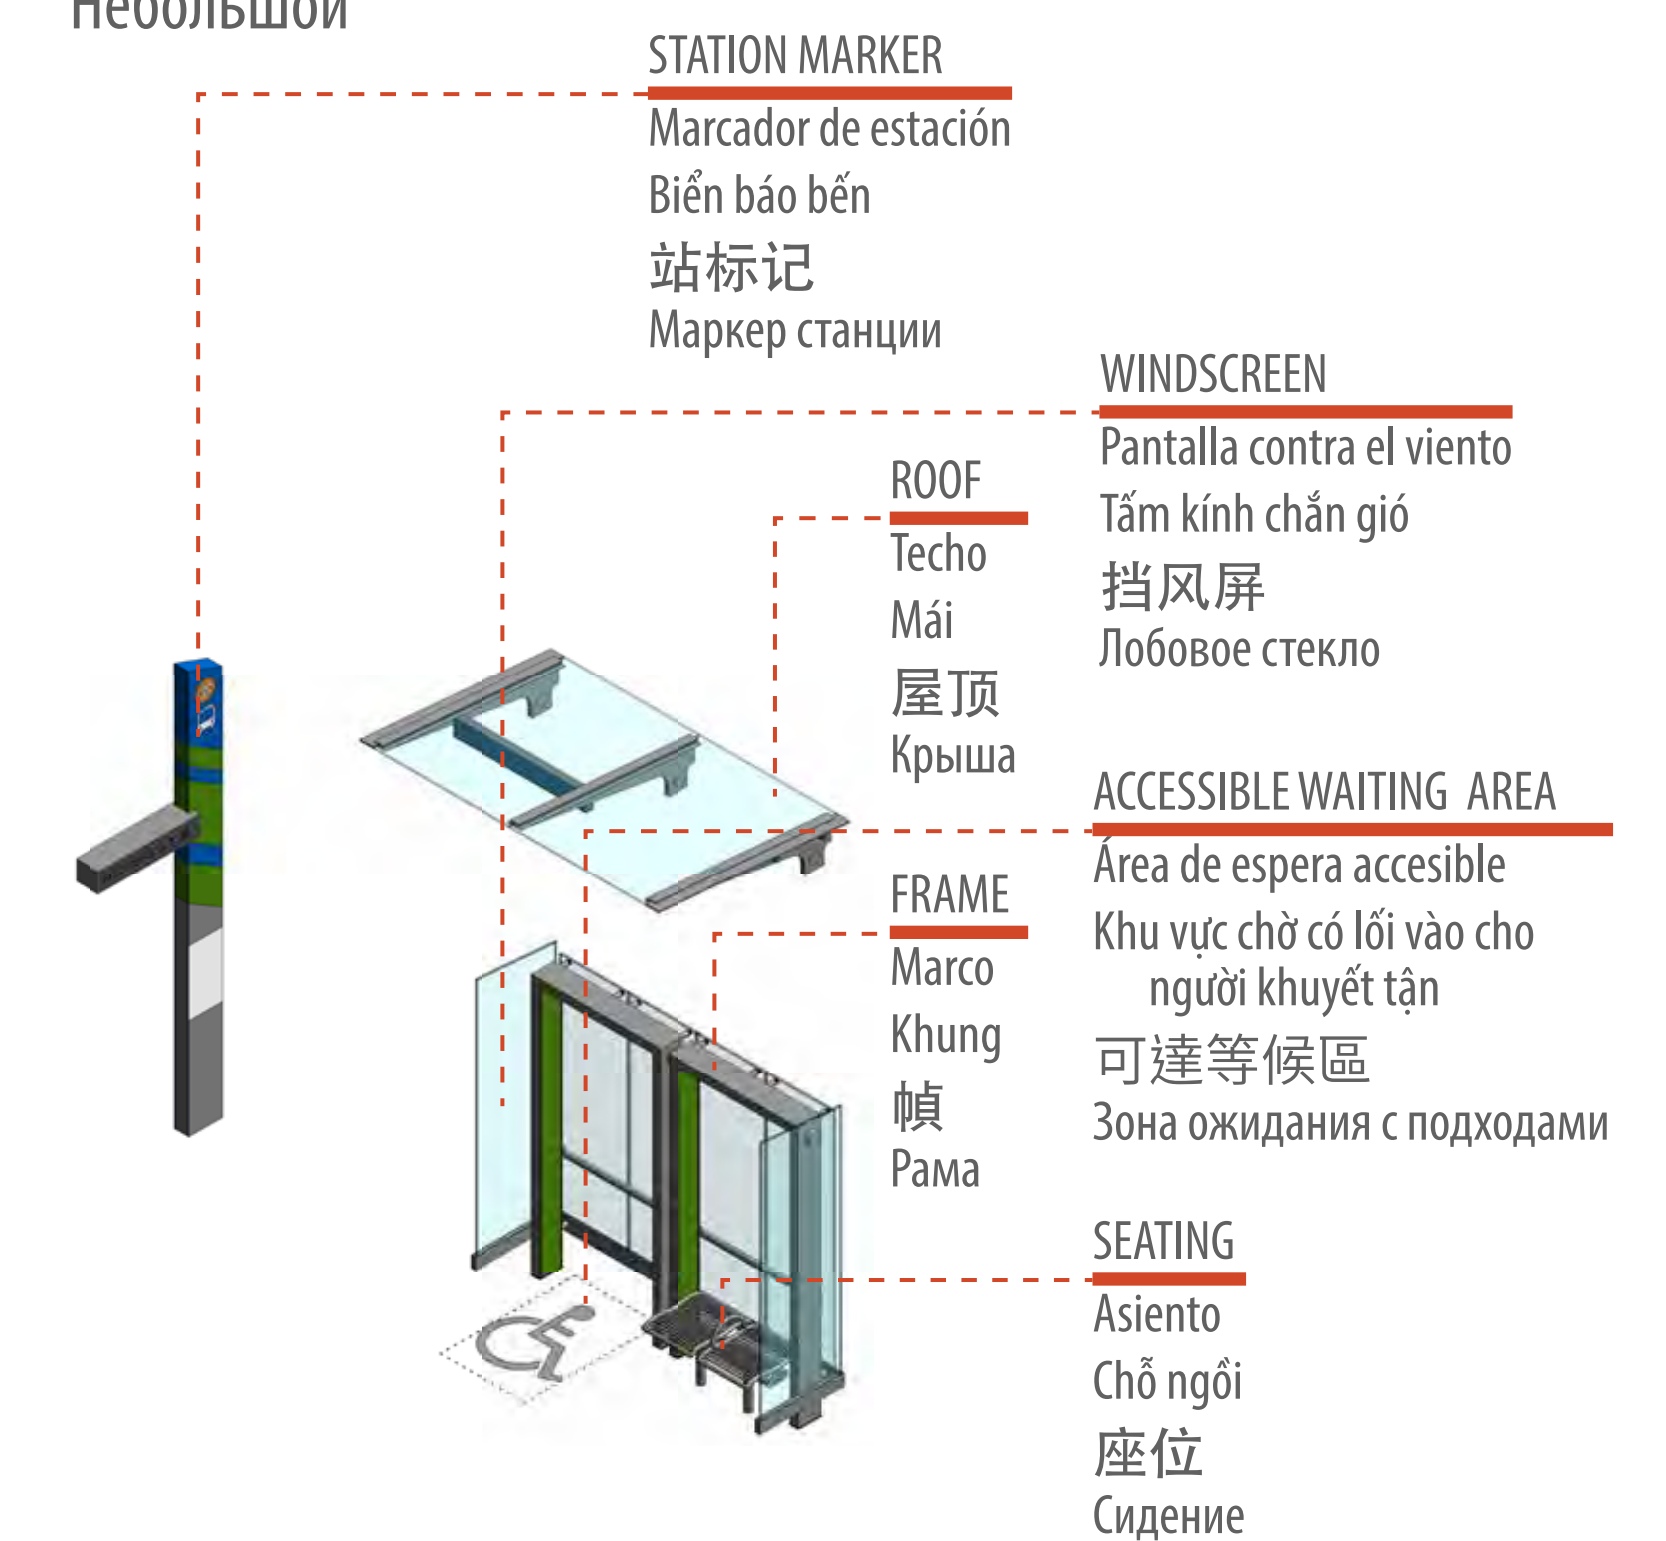 Небольшой
STATION MARKER
Marcador de estación
Biển báo bến
站标记
Маркер станции
WINDSCREEN
Pantalla contra el viento
Tấm kính chắn gió
挡风屏
Лобовое стекло
ROOF
Techo
Mái
屋顶
Крыша
ACCESSIBLE WAITING AREA
Área de espera accesible
Khu vực chờ có lối vào cho
người khuyết tận
可達等候區
Зона ожидания с подходами
FRAME
Marco
Khung
幀
Рама
SEATING
Asiento
Chỗ ngồi
座位
Сидение